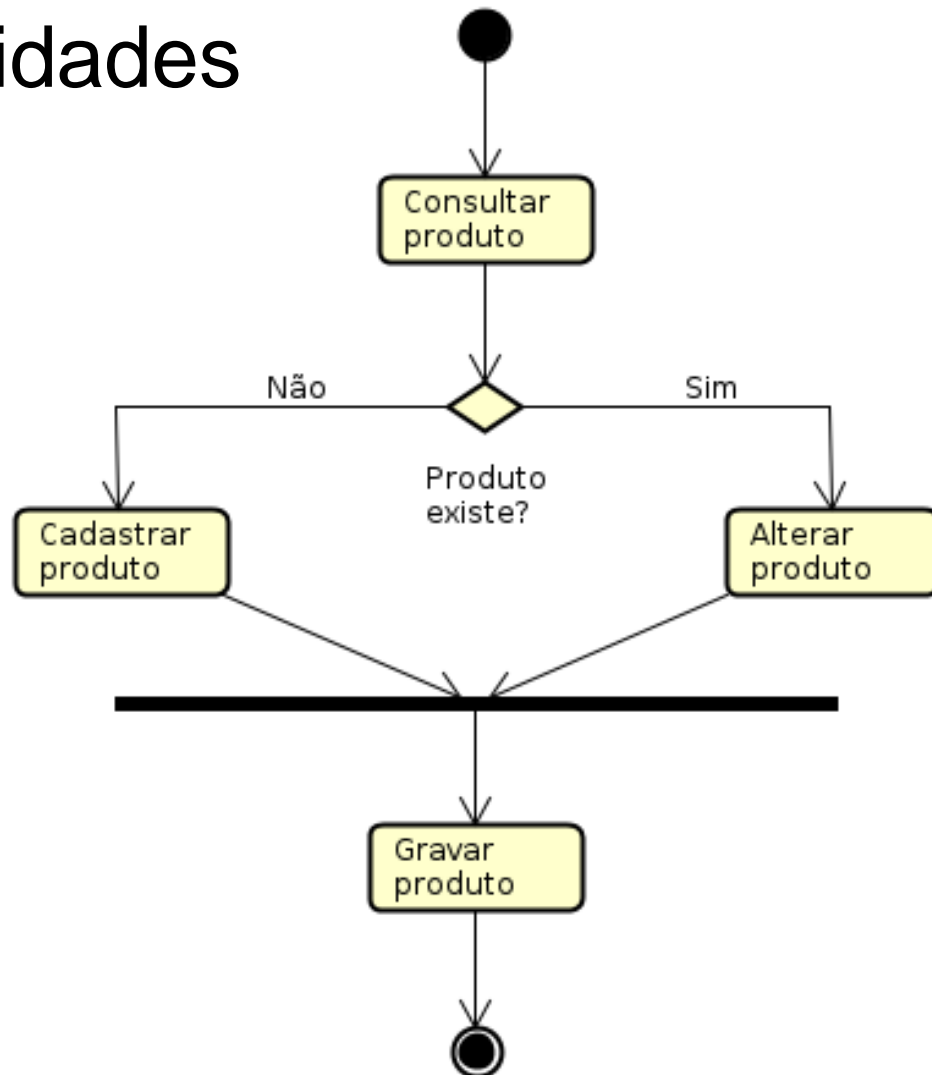 idades
Consultar
produto
Não
Sim
Produto
existe?
Cadastrar
produto
Alterar
produto
Gravar
produto